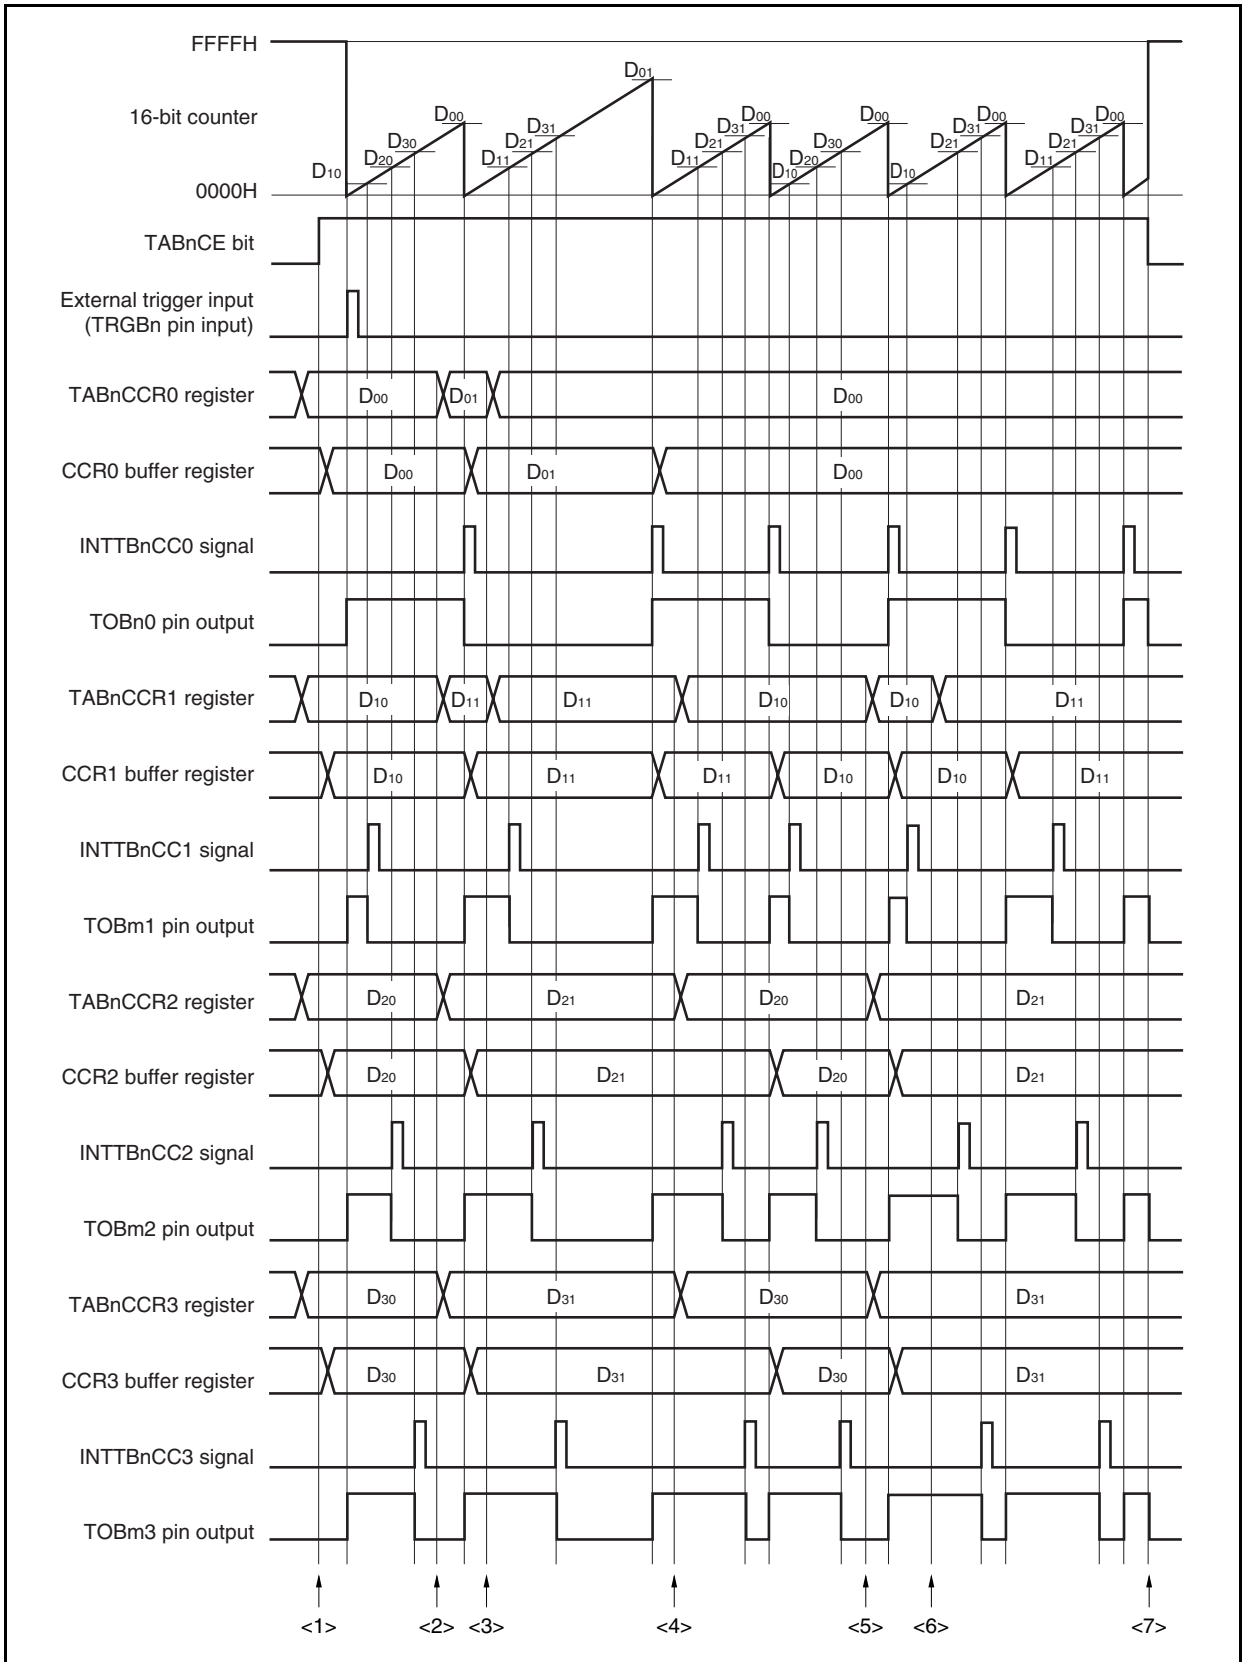 FFFFH
D01
16-bit counter
D00 D00 D00 D00 D00
D30 D31 D31 D30 D31 D31
D20 D21 D21 D20 D21 D21
D10 D11 D11 D10 D10 D11
0000H
TABnCE bit
External trigger input
(TRGBn pin input)
TABnCCR0 register D00 D01 D00
CCR0 buffer register D00 D01 D00
INTTBnCC0 signal
TOBn0 pin output
TABnCCR1 register D10 D11 D11 D10 D10 D11
CCR1 buffer register D10 D11 D11 D10 D10 D11
INTTBnCC1 signal
TOBm1 pin output
TABnCCR2 register D20 D21 D20 D21
CCR2 buffer register D20 D21 D20 D21
INTTBnCC2 signal
TOBm2 pin output
TABnCCR3 register D30 D31 D30 D31
CCR3 buffer register D30 D31 D30 D31
INTTBnCC3 signal
TOBm3 pin output
<1> <2> <3> <4> <5> <6> <7>